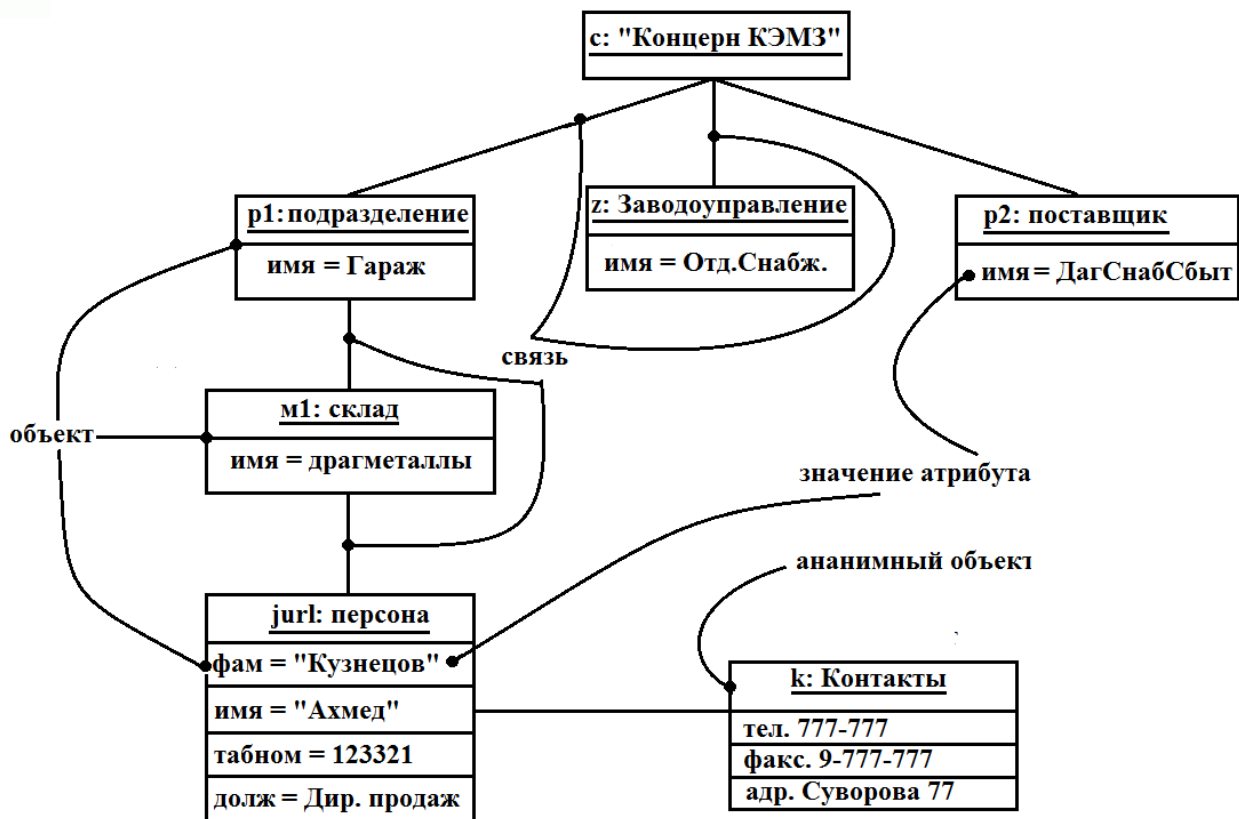 с: "Концерн КЭМЗ"
p1:подразделение
имя = Гараж
z: Заводоуправление
имя = Отд.Снабж.
p2: поставщик
имя = ДагСнабСбыт
связь
м1: склад
имя = драгметаллы
объект
значение атрибута
ананимный объект
jurl: персона
фам = "Кузнецов"
имя = "Ахмед"
табном = 123321
долж = Дир. продаж
k: Контакты
тел. 777-777
факс. 9-777-777
адр. Суворова 77